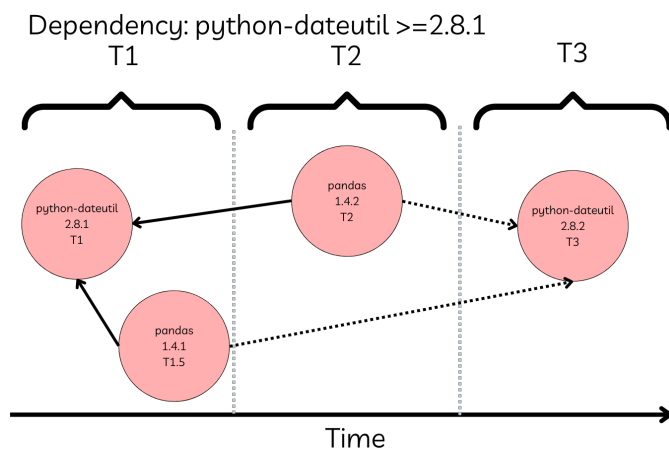 Dependency: python-dateutil >=2.8.1
T1
T2
T3
python-dateutil
2.8.1
T1
pandas
1.4.2
T2
python-dateutil
2.8.2
T3
pandas
1.4.1
T1.5
Time